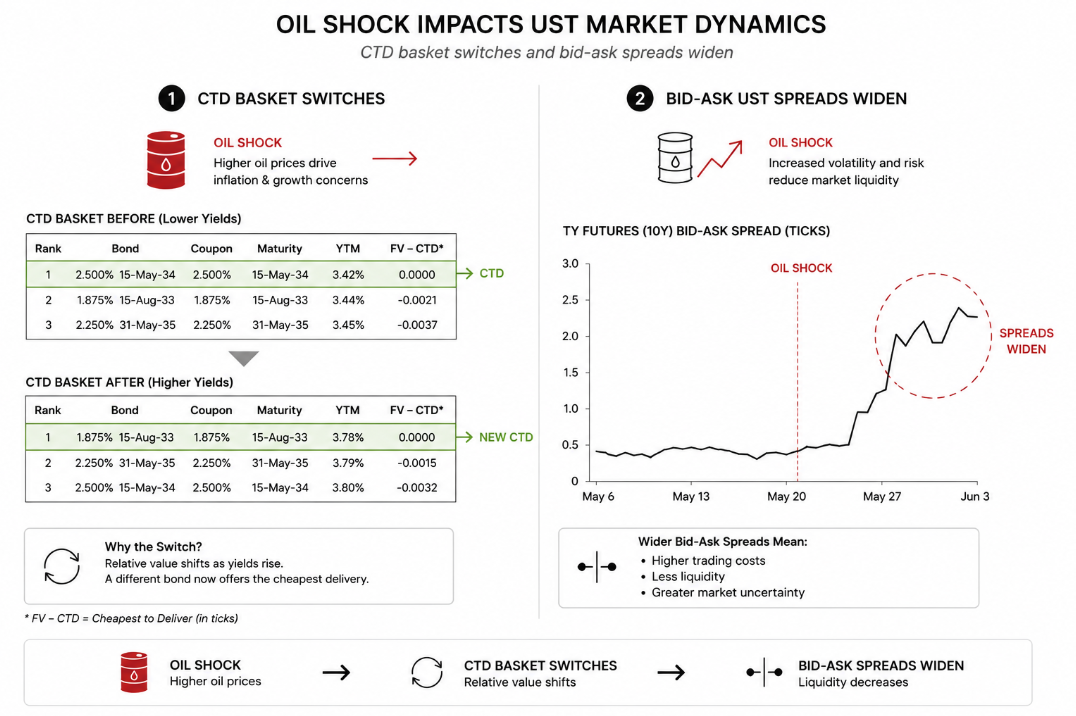 OIL SHOCK IMPACTS UST MARKET DYNAMICS
CTD basket switches and bid-ask spreads widen
1 CTD BASKET SWITCHES
OIL SHOCK
Higher oil prices drive
inflation & growth concerns
CTD BASKET BEFORE (Lower Yields)
Rank Bond Coupon Maturity YTM FV – CTD*
1 2.500% 15-May-34 2.500% 15-May-34 3.42% 0.0000 CTD
2 1.875% 15-Aug-33 1.875% 15-Aug-33 3.44% -0.0021
3 2.250% 31-May-35 2.250% 31-May-35 3.45% -0.0037
CTD BASKET AFTER (Higher Yields)
Rank Bond Coupon Maturity YTM FV – CTD*
1 1.875% 15-Aug-33 1.875% 15-Aug-33 3.78% 0.0000 NEW CTD
2 2.250% 31-May-35 2.250% 31-May-35 3.79% -0.0015
3 2.500% 15-May-34 2.500% 15-May-34 3.80% -0.0032
Why the Switch?
Relative value shifts as yields rise.
A different bond now offers the cheapest delivery.
* FV – CTD = Cheapest to Deliver (in ticks)
2 BID-ASK UST SPREADS WIDEN
OIL SHOCK
Increased volatility and risk
reduce market liquidity
TY FUTURES (10Y) BID-ASK SPREAD (TICKS)
OIL SHOCK
3.0
2.5
2.0
1.5
1.0
0.5
0
SPREADS
WIDEN
May 6 May 13 May 20 May 27 Jun 3
Wider Bid-Ask Spreads Mean:
• Higher trading costs
• Less liquidity
• Greater market uncertainty
OIL SHOCK
Higher oil prices
CTD BASKET SWITCHES
Relative value shifts
BID-ASK SPREADS WIDEN
Liquidity decreases